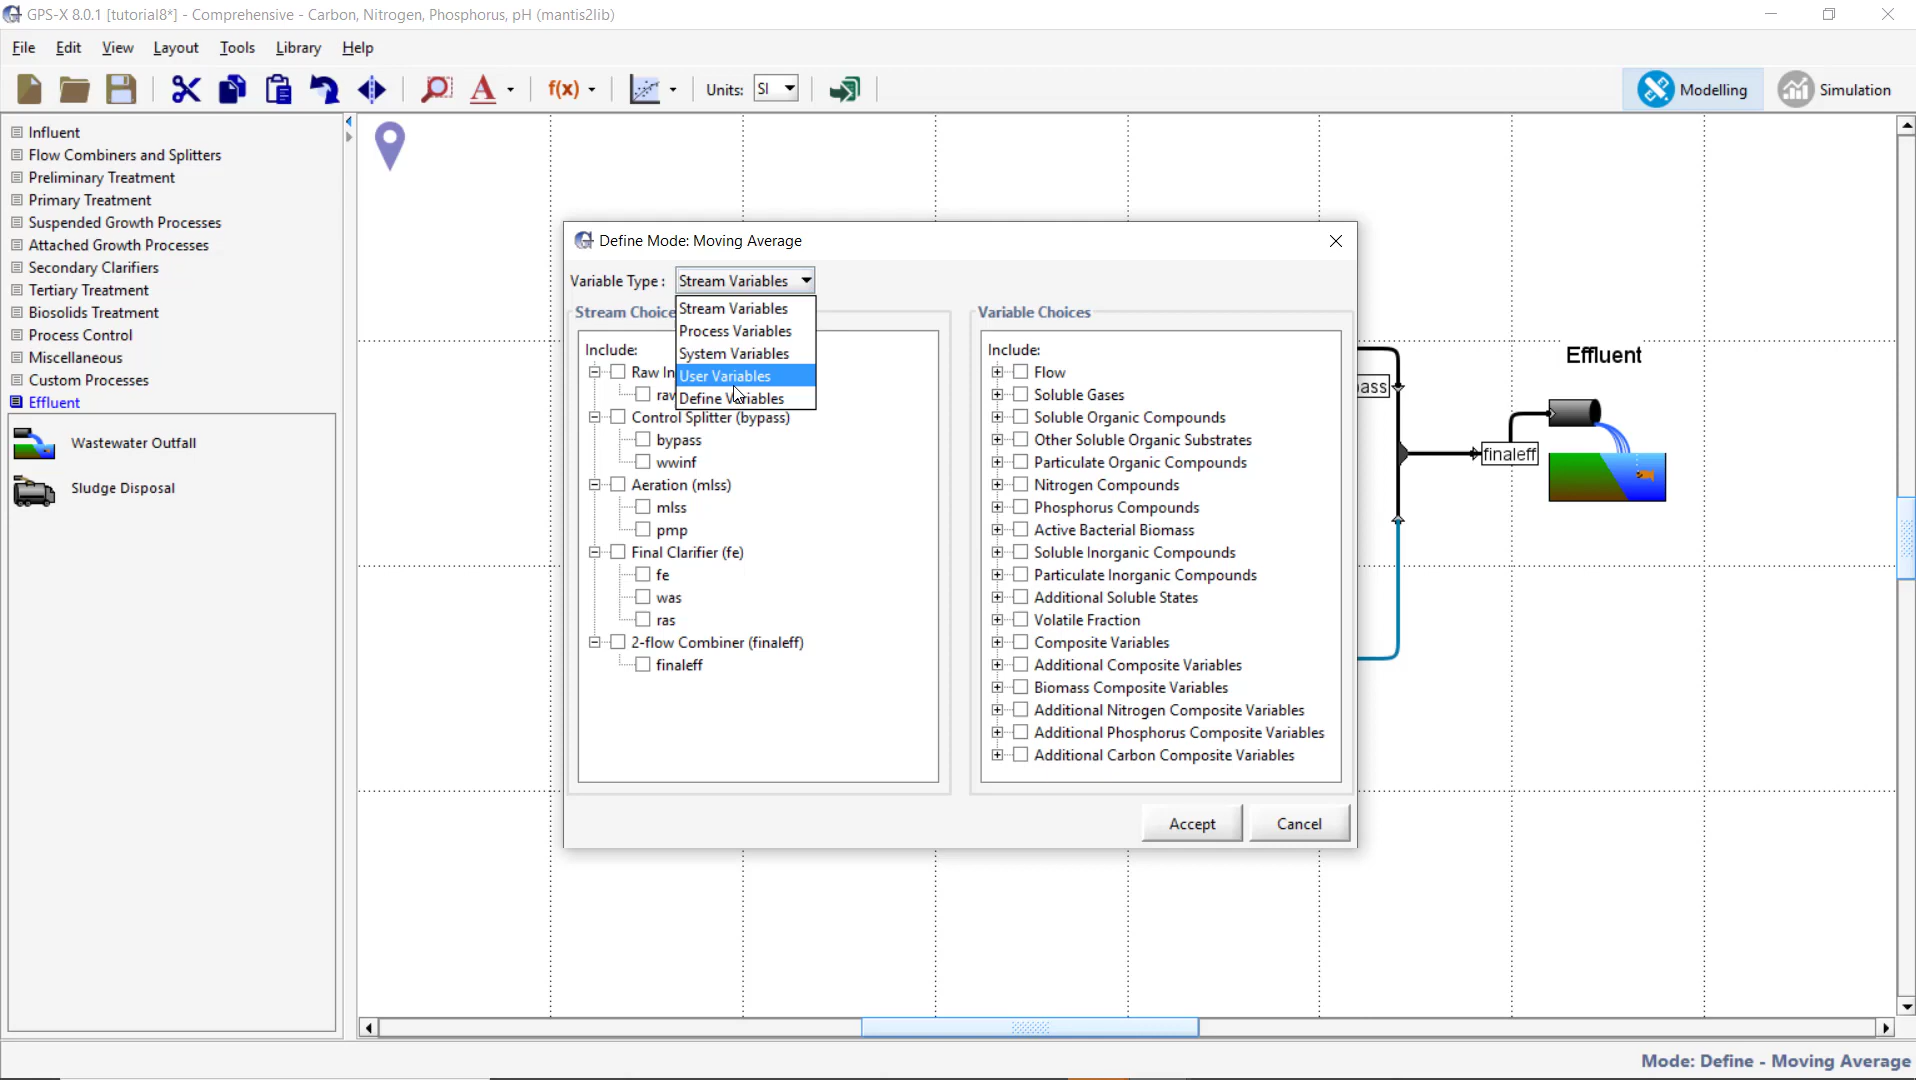 GPS-X 8.0.1 [tutorial8*] - Comprehensive - Carbon, Nitrogen, Phosphorus, pH (mantis2lib)
File Edit View Layout Tools Library Help
A f(x) Units: SI Modelling Simulation
Influent
Flow Combiners and Splitters
Preliminary Treatment
Primary Treatment
Suspended Growth Processes
Attached Growth Processes
Secondary Clarifiers
Tertiary Treatment
Biosolids Treatment
Process Control
Miscellaneous
Custom Processes
Effluent
Wastewater Outfall
Sludge Disposal
Define Mode: Moving Average
Variable Type: Stream Variables
Stream Variables
Process Variables
System Variables
User Variables
Define Variables
Stream Choice
Include:
Raw In
raw
Control Splitter (bypass)
bypass
wwinf
Aeration (mlss)
mlss
pmp
Final Clarifier (fe)
fe
was
ras
2-flow Combiner (finaleff)
finaleff
Variable Choices
Include:
Flow
Soluble Gases
Soluble Organic Compounds
Other Soluble Organic Substrates
Particulate Organic Compounds
Nitrogen Compounds
Phosphorus Compounds
Active Bacterial Biomass
Soluble Inorganic Compounds
Particulate Inorganic Compounds
Additional Soluble States
Volatile Fraction
Composite Variables
Additional Composite Variables
Biomass Composite Variables
Additional Nitrogen Composite Variables
Additional Phosphorus Composite Variables
Additional Carbon Composite Variables
Accept Cancel
Effluent
pass
finaleff
Mode: Define - Moving Average